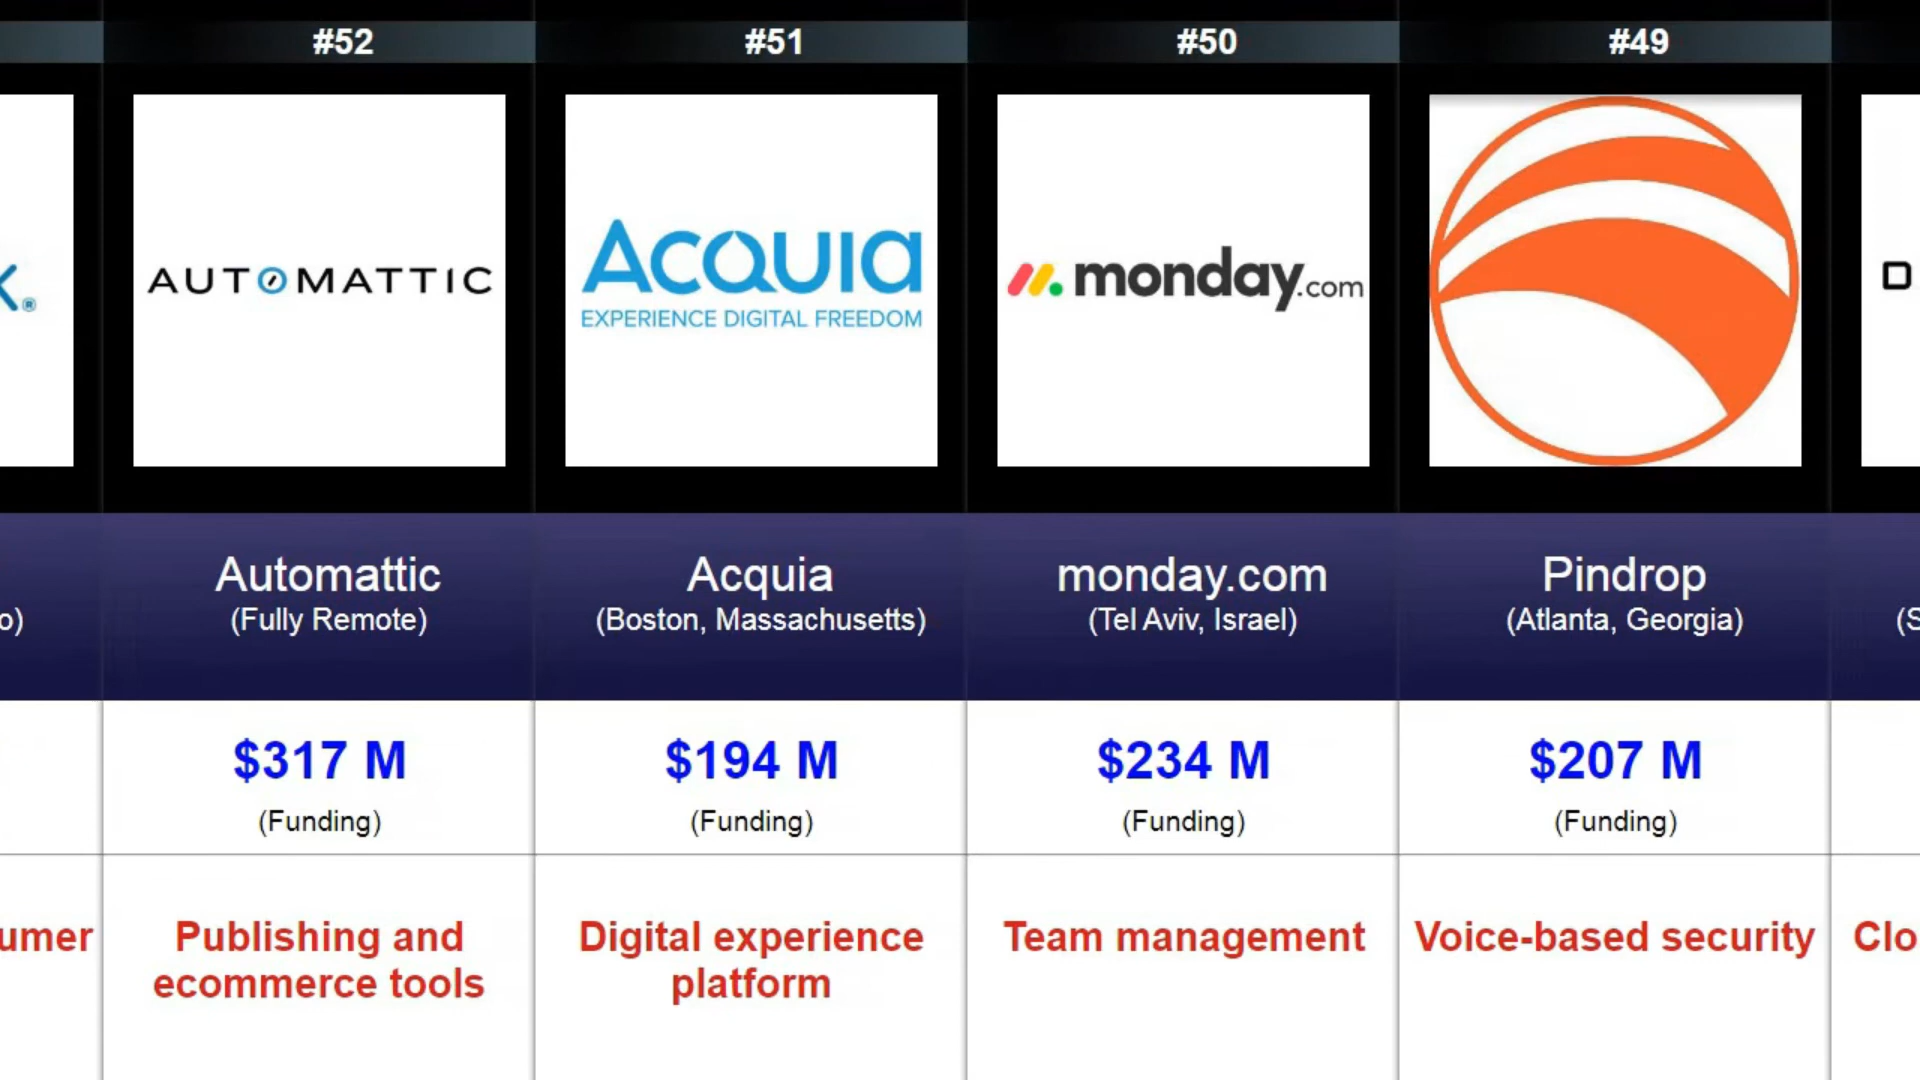 #52
#51
#50
#49
AUTOMATTIC
ACQUIA
EXPERIENCE DIGITAL FREEDOM
monday.com
Automattic
(Fully Remote)
Acquia
(Boston, Massachusetts)
monday.com
(Tel Aviv, Israel)
Pindrop
(Atlanta, Georgia)
$317 M
(Funding)
$194 M
(Funding)
$234 M
(Funding)
$207 M
(Funding)
Publishing and
ecommerce tools
Digital experience
platform
Team management
Voice-based security